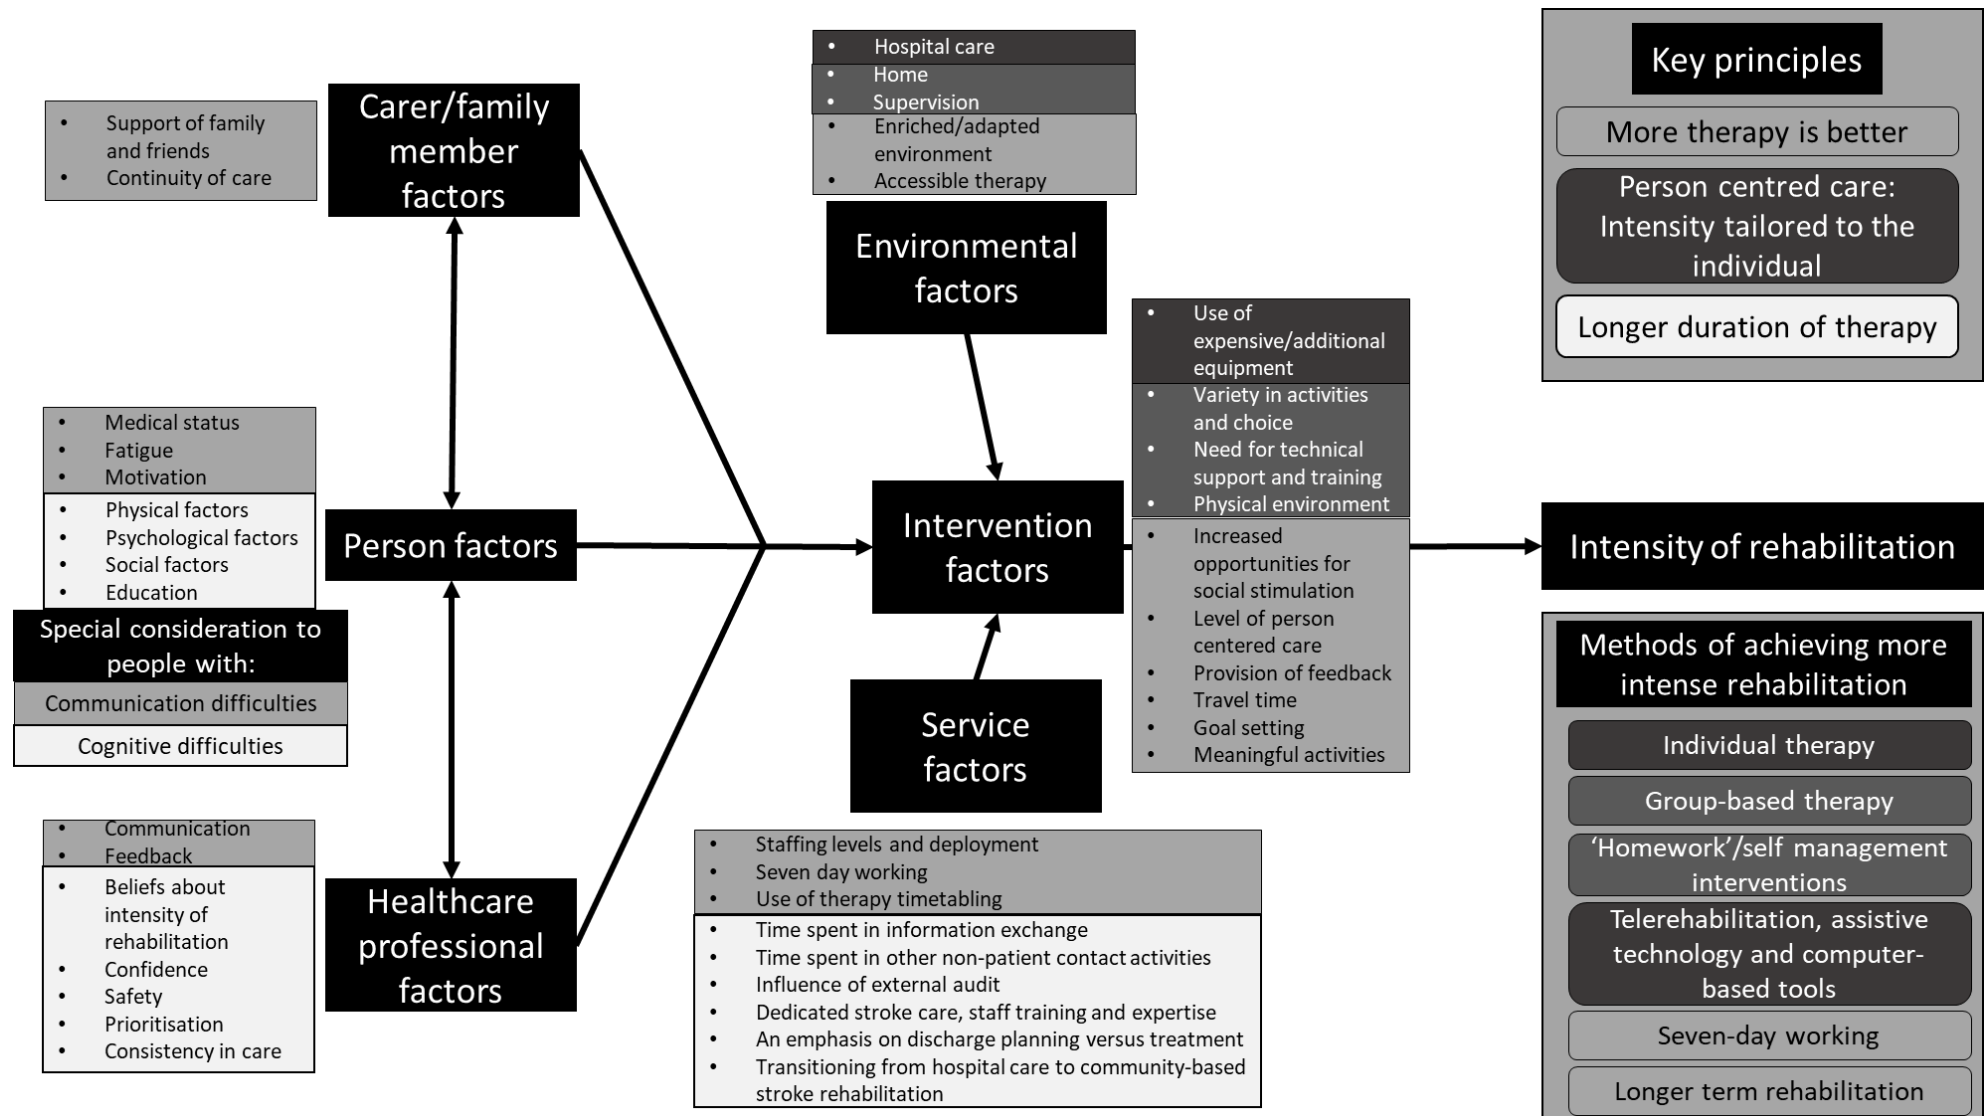 Support of family
and friends
Continuity of care
Carer/family
member
factors
Hospital care
Home
Supervision
Enriched/adapted
environment
Accessible therapy
Environmental
factors
Key principles
More therapy is better
Person centred care:
Intensity tailored to the
individual
Longer duration of therapy
Medical status
Fatigue
Motivation
Physical factors
Psychological factors
Social factors
Education
Special consideration to
people with:
Communication difficulties
Cognitive difficulties
Person factors
Intervention
factors
Use of
expensive/additional
equipment
Variety in activities
and choice
Need for technical
support and training
Physical environment
Increased
opportunities for
social stimulation
Level of person
centered care
Provision of feedback
Travel time
Goal setting
Meaningful activities
Intensity of rehabilitation
Service
factors
Staffing levels and deployment
Seven day working
Use of therapy timetabling
Time spent in information exchange
Time spent in other non-patient contact activities
Influence of external audit
Dedicated stroke care, staff training and expertise
An emphasis on discharge planning versus treatment
Transitioning from hospital care to community-based
stroke rehabilitation
Communication
Feedback
Beliefs about
intensity of
rehabilitation
Confidence
Safety
Prioritisation
Consistency in care
Healthcare
professional
factors
Methods of achieving more
intense rehabilitation
Individual therapy
Group-based therapy
‘Homework’/self management
interventions
Telerehabilitation, assistive
technology and computer-
based tools
Seven-day working
Longer term rehabilitation